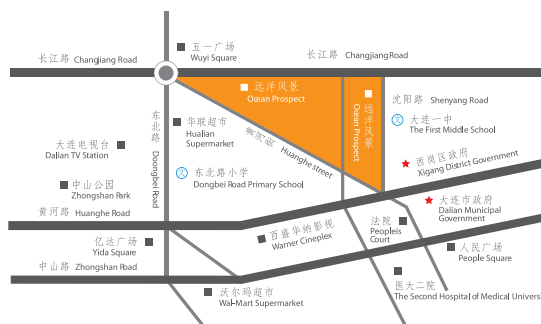 五一广场
Wuyi Square
长江路 Changjiang Road
长江路 Changjiang Road
远洋风景
Ocean Prospect
远洋风景
Ocean Prospect
沈阳路
Shenyang Road
东北路
Doongbei Road
华联超市
Hualian
Supermarket
黄河街
Huanghe street
大连一中
The First Middle School
大连电视台
Dalian TV Station
西岗区政府
Xigang District Government
东北路小学
Dongbei Road Primary School
中山公园
Zhongshan Park
大连市政府
Dalian Municipal
Government
黄河路 Huanghe Road
百盛华纳影视
Warner Cineplex
法院
Peopleis
Court
亿达广场
Yida Square
人民广场
People Square
中山路 Zhongshan Road
沃尔玛超市
Wal-Mart Supermarket
医大二院
The Second Hospital of Medical Univer